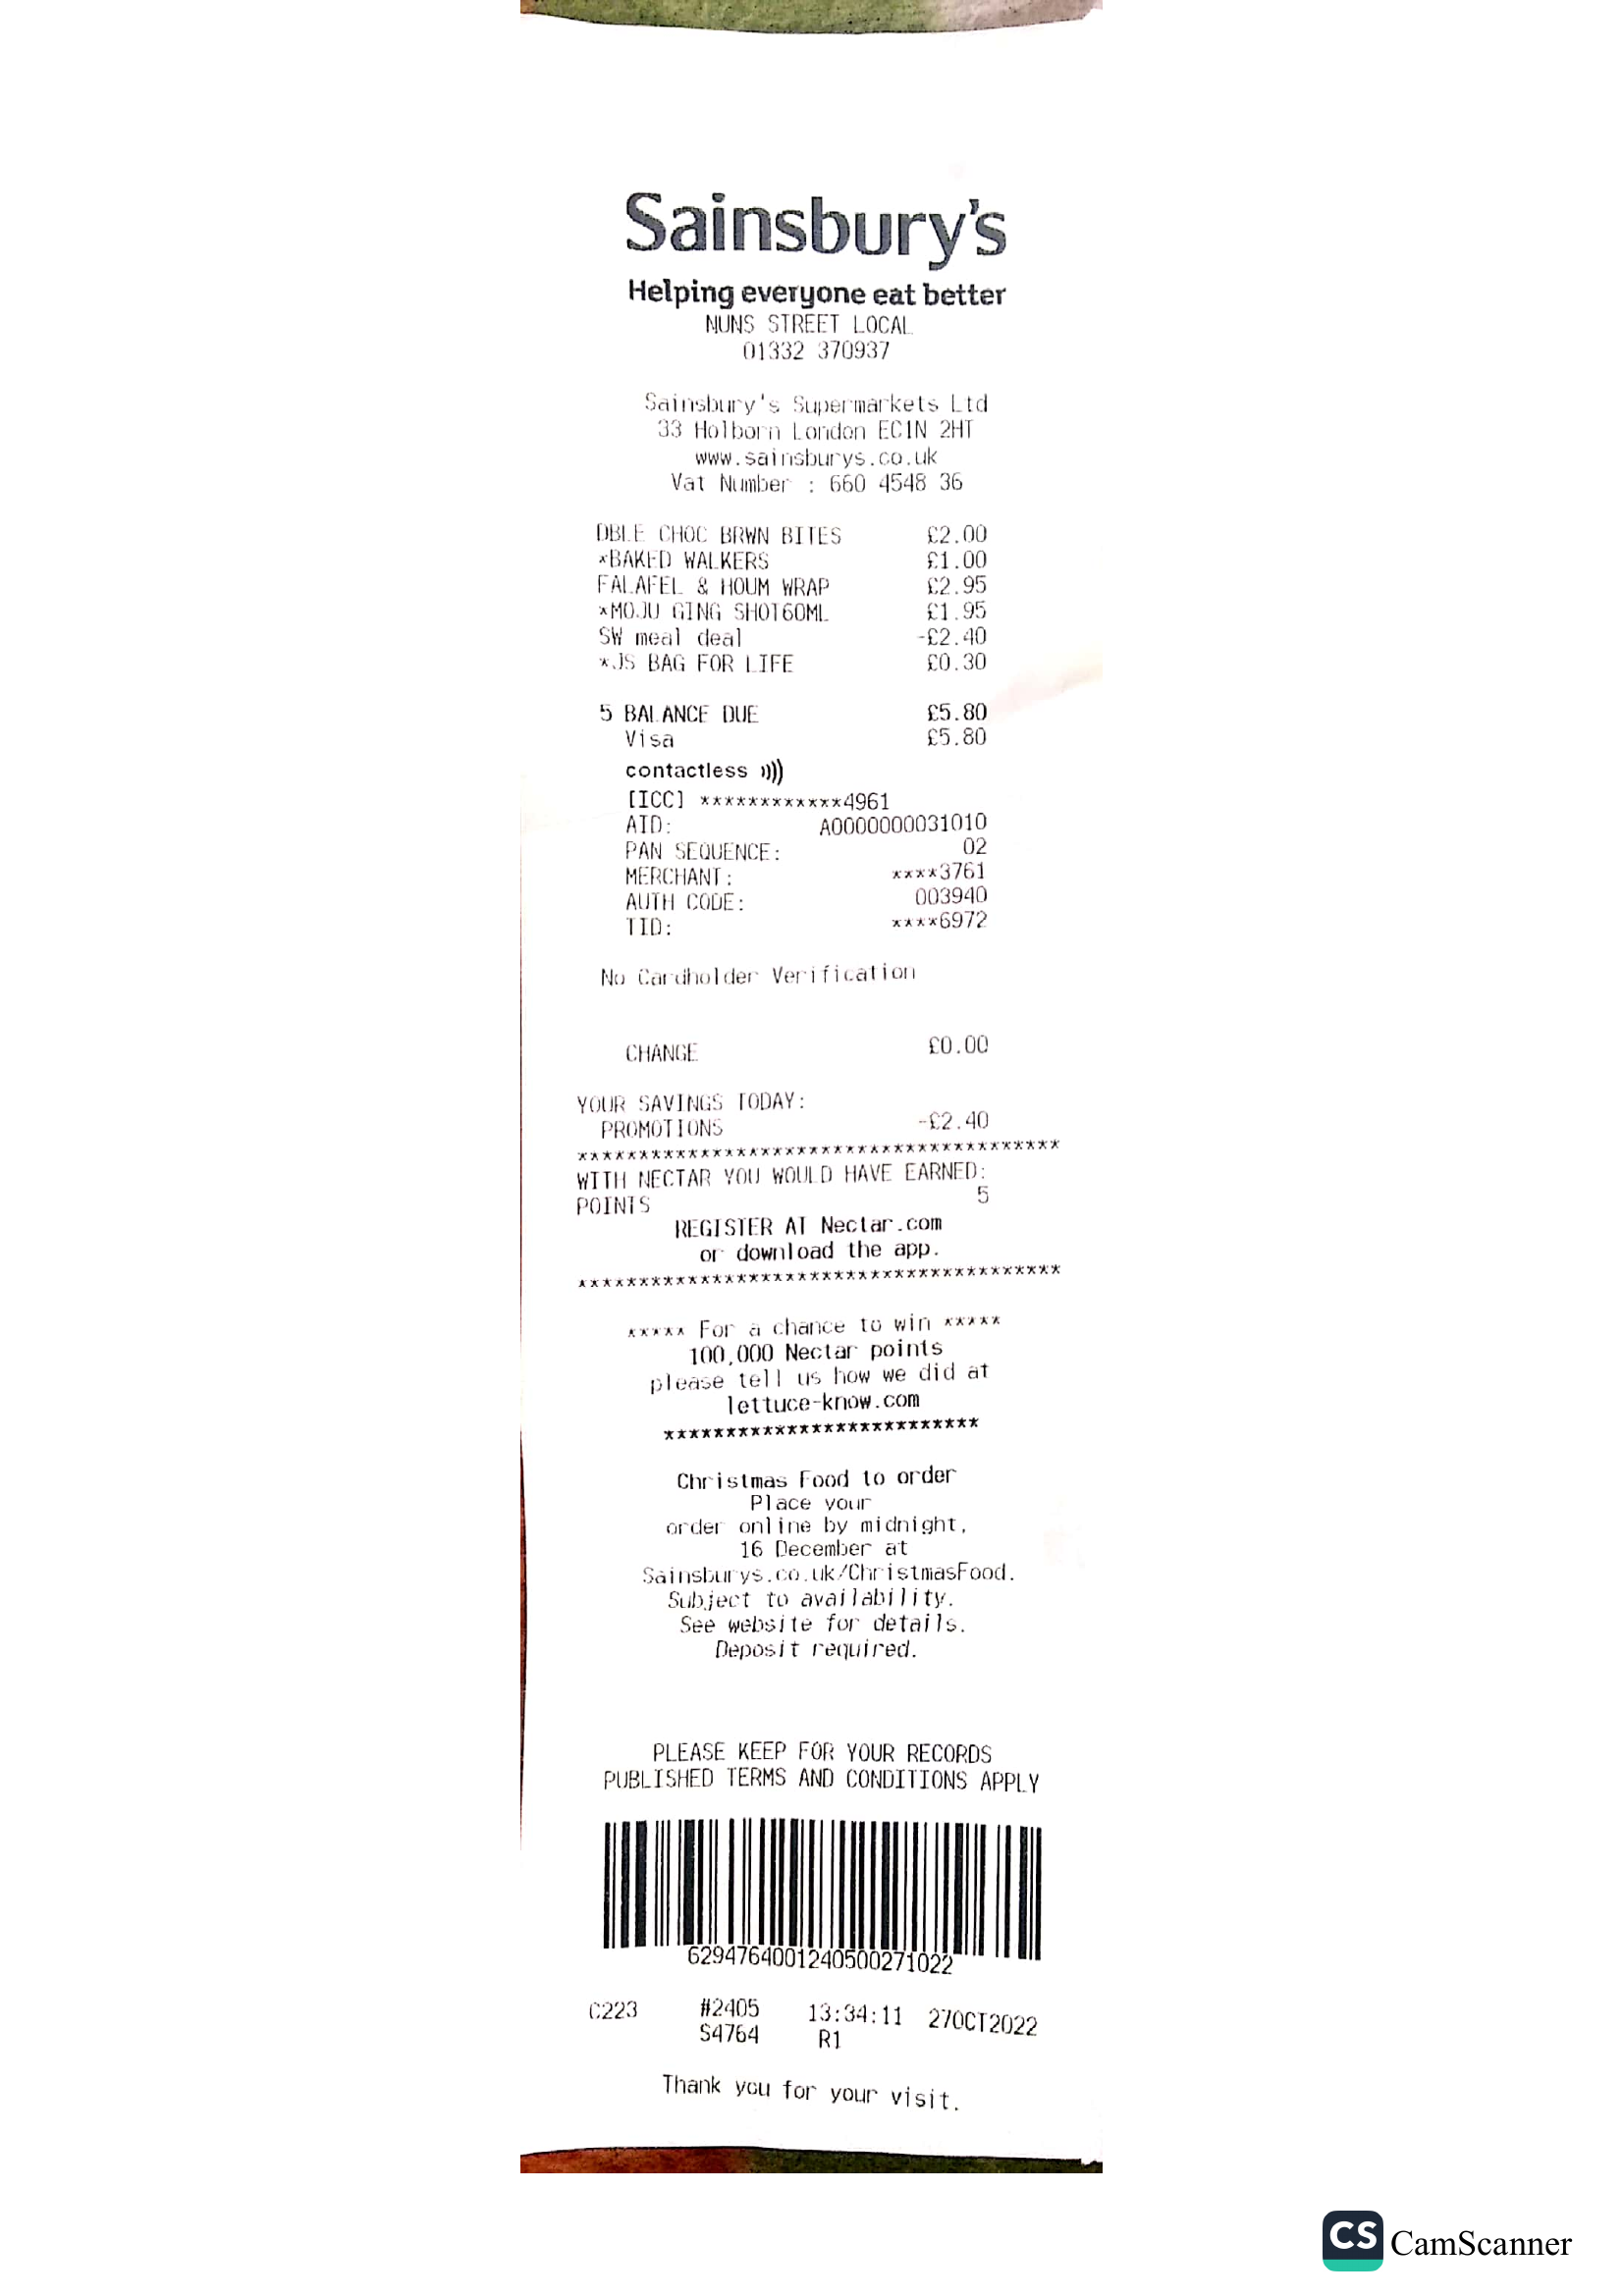 Sainsbury's
Helping everyone eat better
NUNS STREET LOCAL
01332 370937
Sainsbury's Supermarkets Ltd
33 Holborn London EC1N 2HT
www.sainsburys.co.uk
Vat Number : 660 4548 36
DBLE CHOC BRWN BITES £2.00
*BAKED WALKERS £1.00
FALAFEL & HOUM WRAP £2.95
*MOJU GING SHOT60ML £1.95
SW meal deal -£2.40
*JS BAG FOR LIFE £0.30
5 BALANCE DUE £5.80
Visa £5.80
contactless
[ICC] ************4961
AID: A0000000031010
PAN SEQUENCE: 02
MERCHANT: ****3761
AUTH CODE: 003940
TID: ****6972
No Cardholder Verification
CHANGE £0.00
YOUR SAVINGS TODAY:
PROMOTIONS -£2.40
****************************************
WITH NECTAR YOU WOULD HAVE EARNED:
POINTS 5
REGISTER AT Nectar.com
or download the app.
****************************************
***** For a chance to win *****
100,000 Nectar points
please tell us how we did at
lettuce-know.com
**************************
Christmas Food to order
Place your
order online by midnight,
16 December at
Sainsburys.co.uk/ChristmasFood.
Subject to availability.
See website for details.
Deposit required.
PLEASE KEEP FOR YOUR RECORDS
PUBLISHED TERMS AND CONDITIONS APPLY
6294764001240500271022
C223 #2405 13:34:11 27OCT2022
S4764 R1
Thank you for your visit.
CS CamScanner